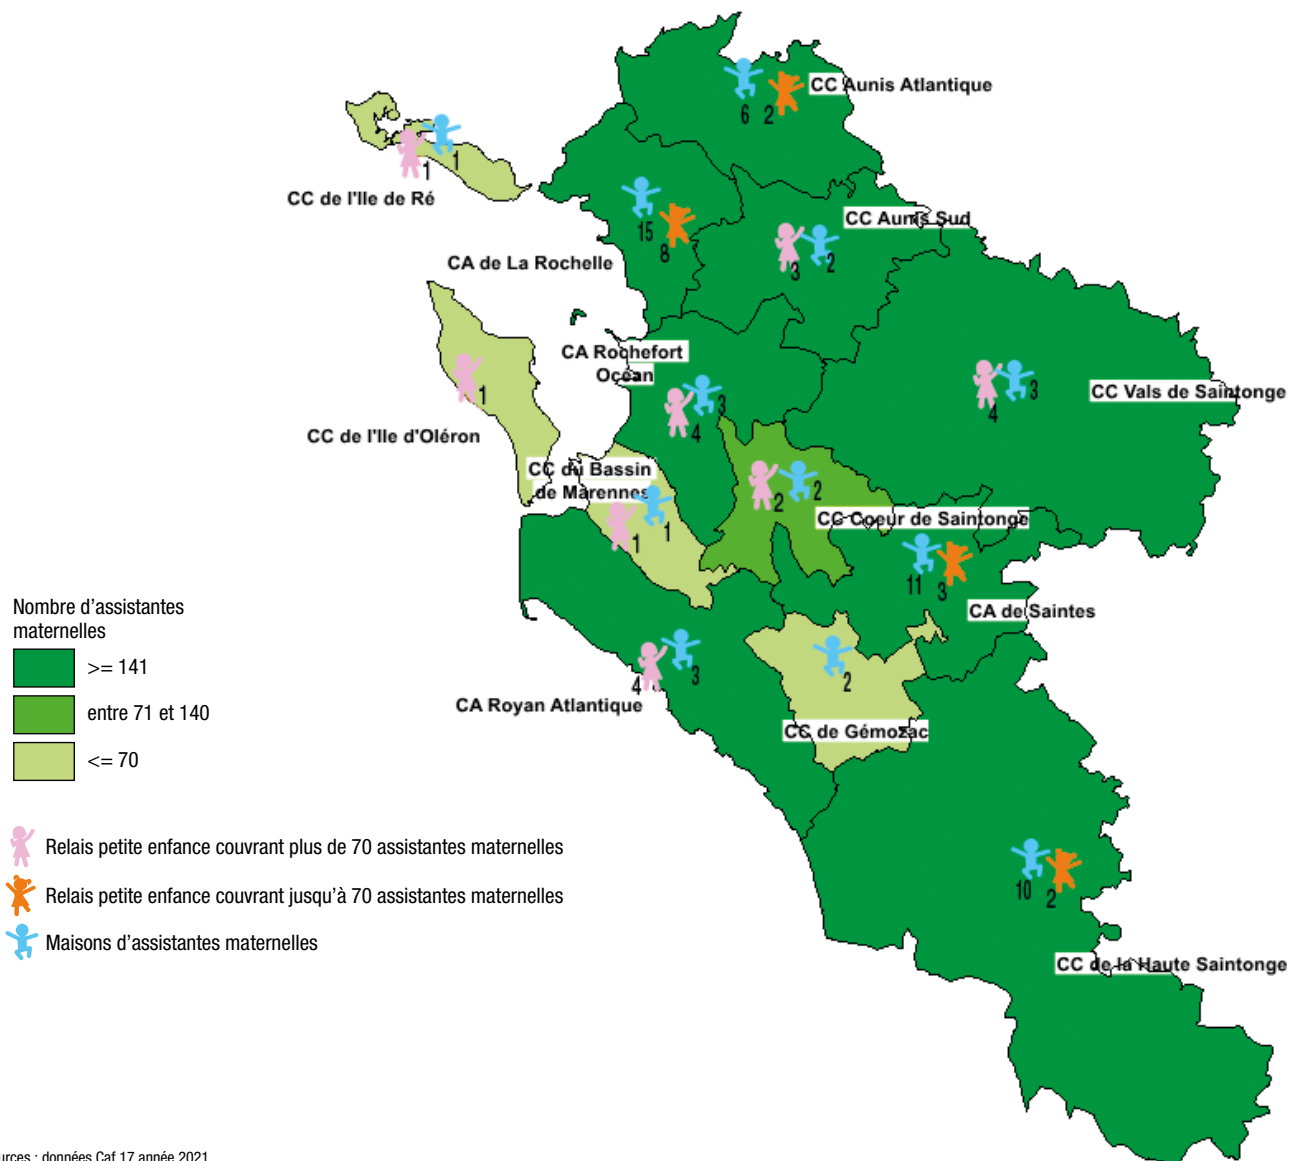 CC Aunis Atlantique
6 2
1
1
CC de l'Ile de Ré
CC Aunis Sud
15
8
3 2
CA de La Rochelle
CA Rochefort
Océan
1
3
4
4
3
CC Vals de Saintonge
CC de l'Ile d'Oléron
CC du Bassin
de Marennes
2
2
1
1
CC Coeur de Saintonge
11
3
CA de Saintes
Nombre d'assistantes
maternelles
>= 141
entre 71 et 140
<= 70
4
3
2
CA Royan Atlantique
CC de Gémozac
Relais petite enfance couvrant plus de 70 assistantes maternelles
Relais petite enfance couvrant jusqu'à 70 assistantes maternelles
Maisons d'assistantes maternelles
10
2
CC de la Haute Saintonge
urces : données Caf 17 année 2021